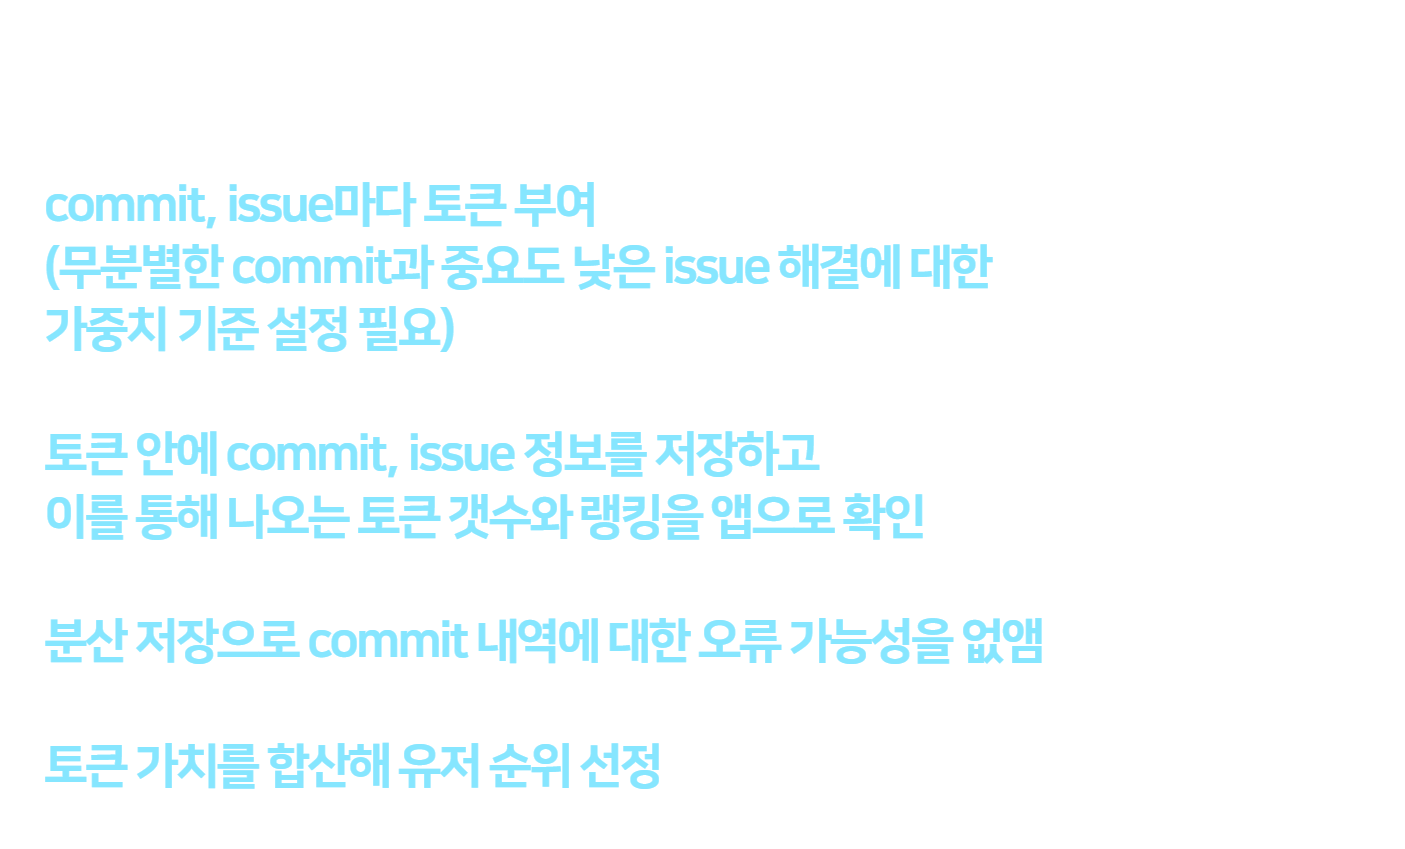 commit, issue마다 토큰 부여
(무분별한 commit과 중요도 낮은 issue 해결에 대한
가중치 기준 설정 필요)
토큰 안에 commit, issue 정보를 저장하고
이를 통해 나오는 토큰 갯수와 랭킹을 앱으로 확인
분산 저장으로 commit 내역에 대한 오류 가능성을 없앰
토큰 가치를 합산해 유저 순위 선정